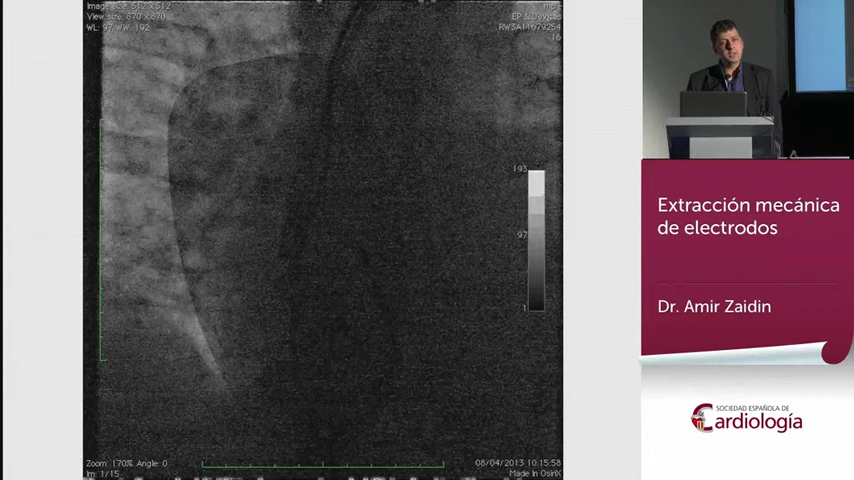 Image size: 512 x 512
View size: 870 x 870
WL: 97 WW: 192
EP & Devices
RW3A11679254
16
193
97
1
Zoom: 170% Angle: 0
Im: 1/15
08/04/2013 10:15:58
Made In OsiriX
Extracción mecánica
de electrodos
Dr. Amir Zaidin
SOCIEDAD ESPAÑOLA DE
Cardiología